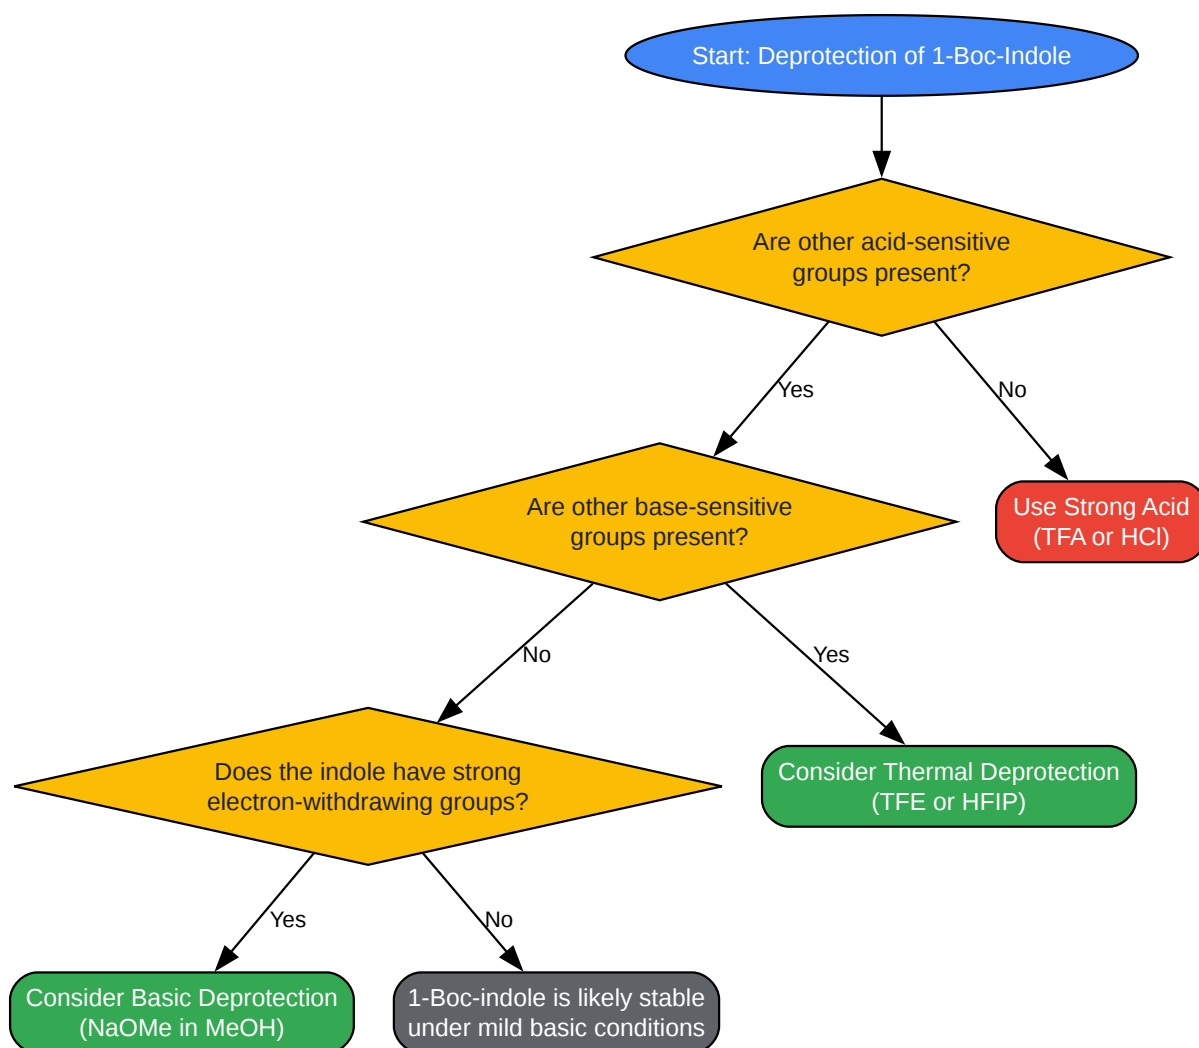 Start: Deprotection of 1-Boc-Indole
Are other acid-sensitive
groups present?
Yes
No
Are other base-sensitive
groups present?
Use Strong Acid
(TFA or HCl)
No
Yes
Does the indole have strong
electron-withdrawing groups?
Consider Thermal Deprotection
(TFE or HFIP)
Yes
No
Consider Basic Deprotection
(NaOMe in MeOH)
1-Boc-indole is likely stable
under mild basic conditions